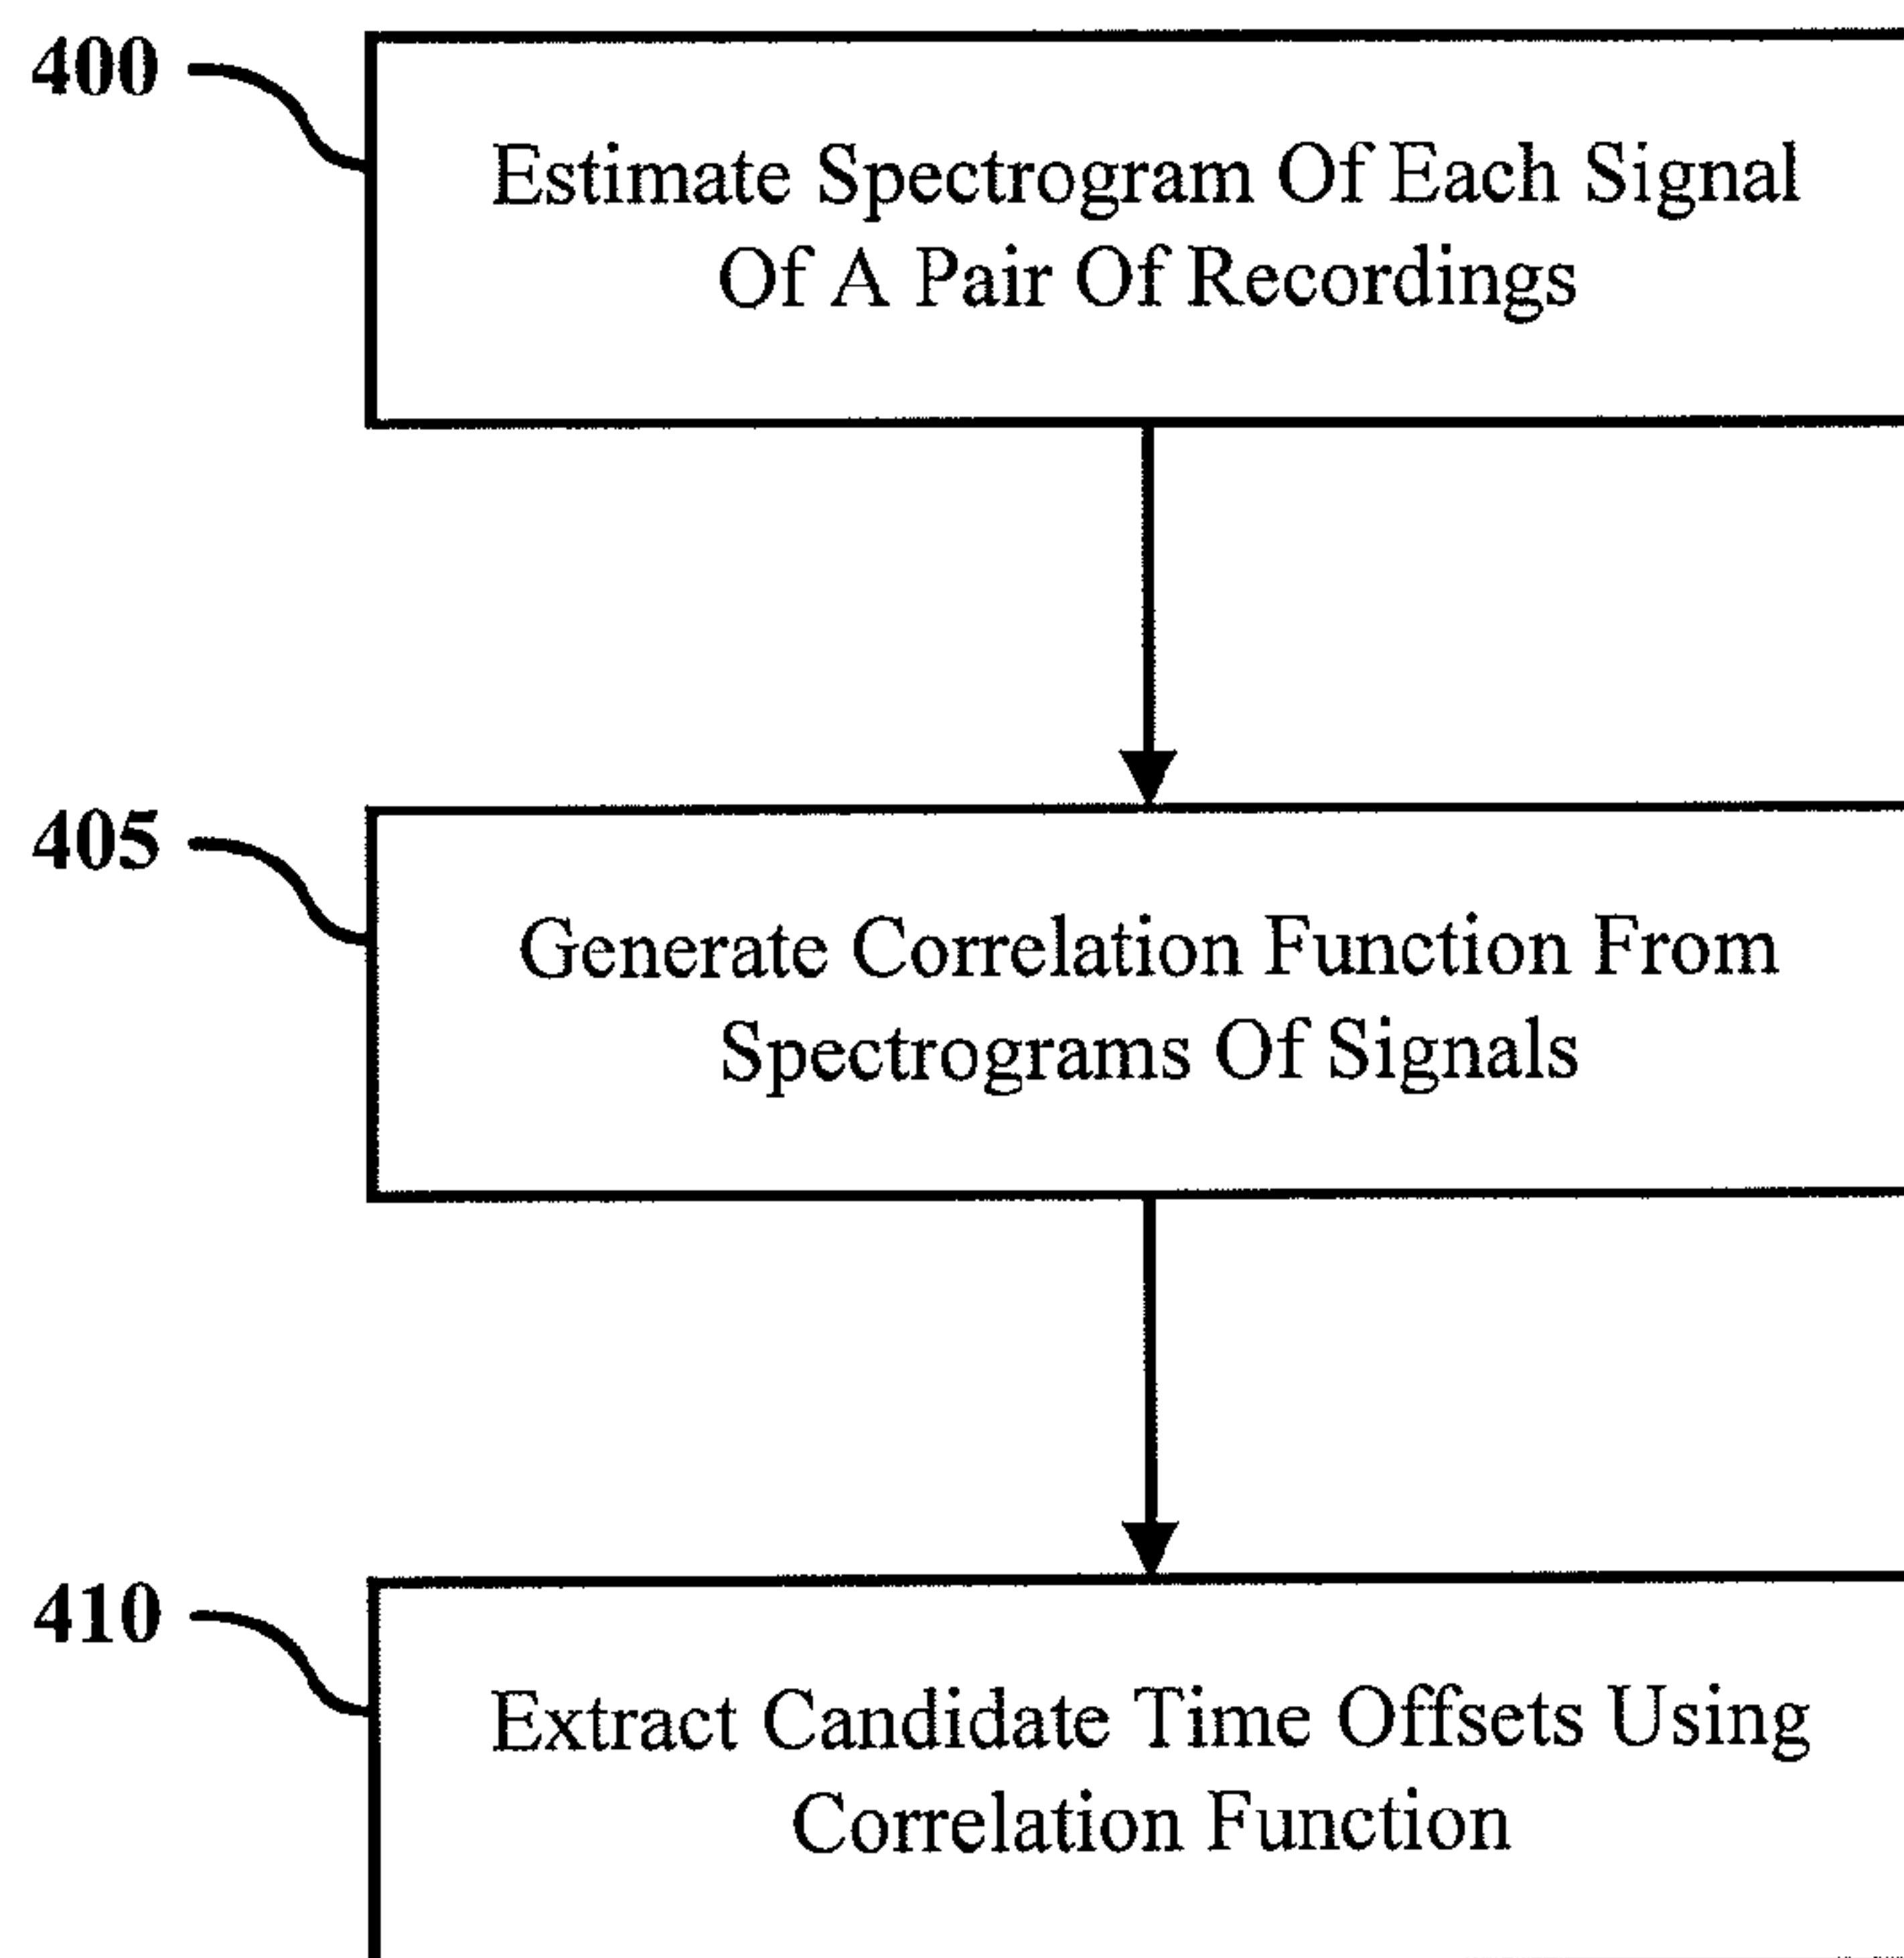 400
Estimate Spectrogram Of Each Signal
Of A Pair Of Recordings
405
Generate Correlation Function From
Spectrograms Of Signals
410
Extract Candidate Time Offsets Using
Correlation Function